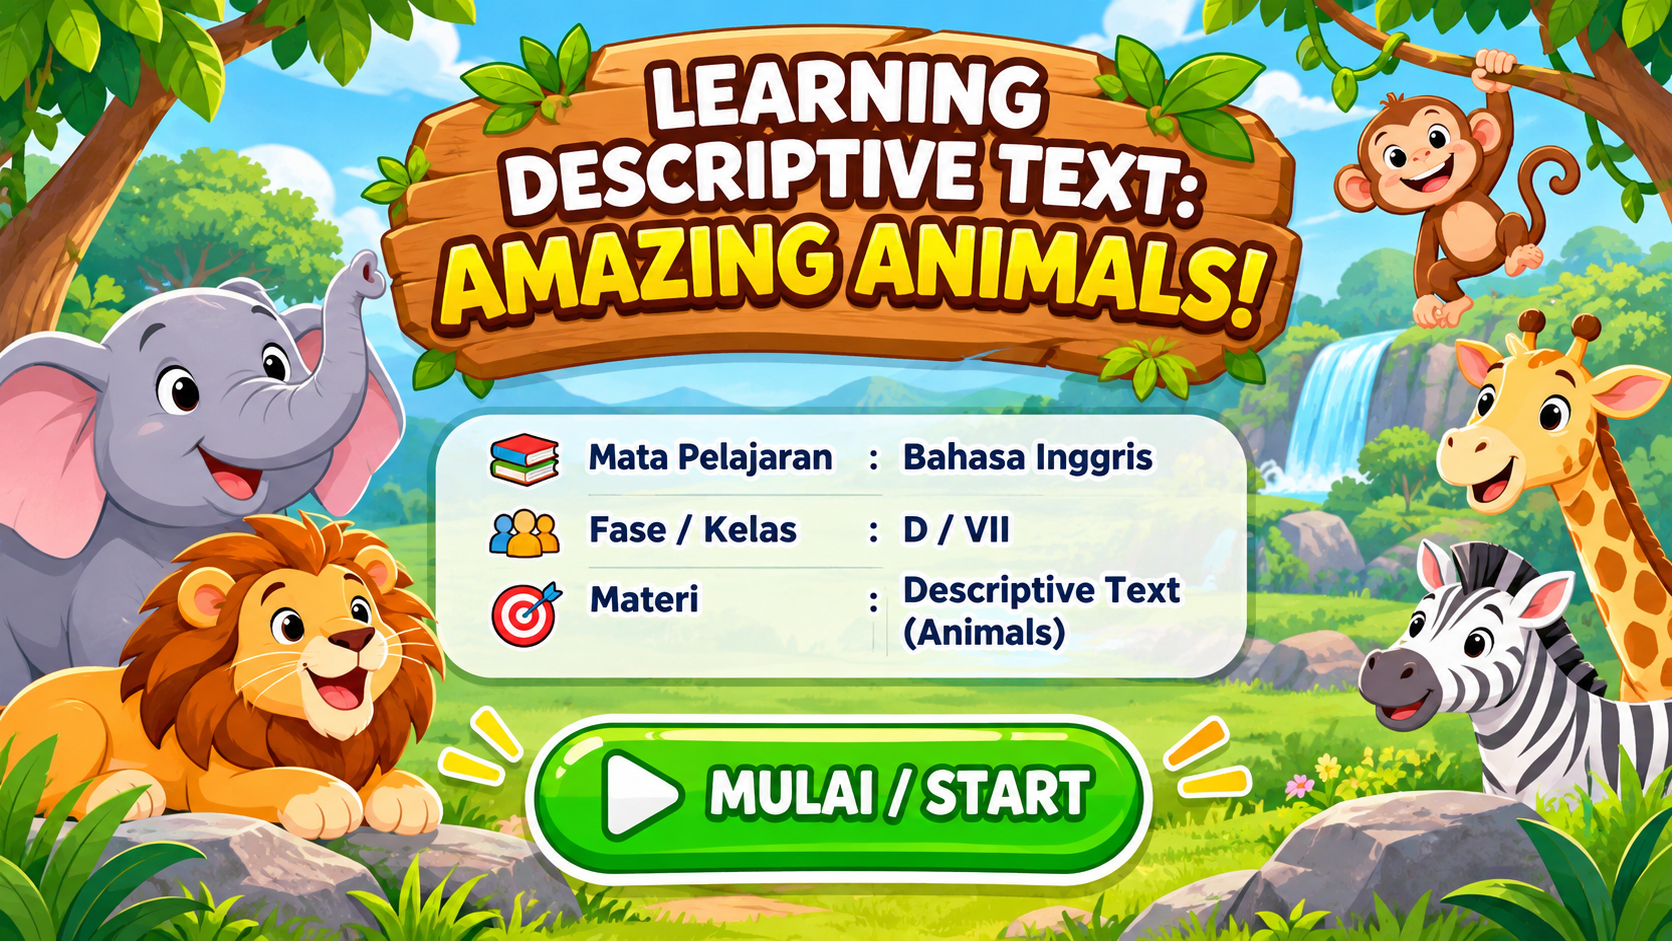 LEARNING
DESCRIPTIVE TEXT:
AMAZING ANIMALS!
Mata Pelajaran : Bahasa Inggris
Fase / Kelas : D / VII
Materi : Descriptive Text
(Animals)
MULAI / START